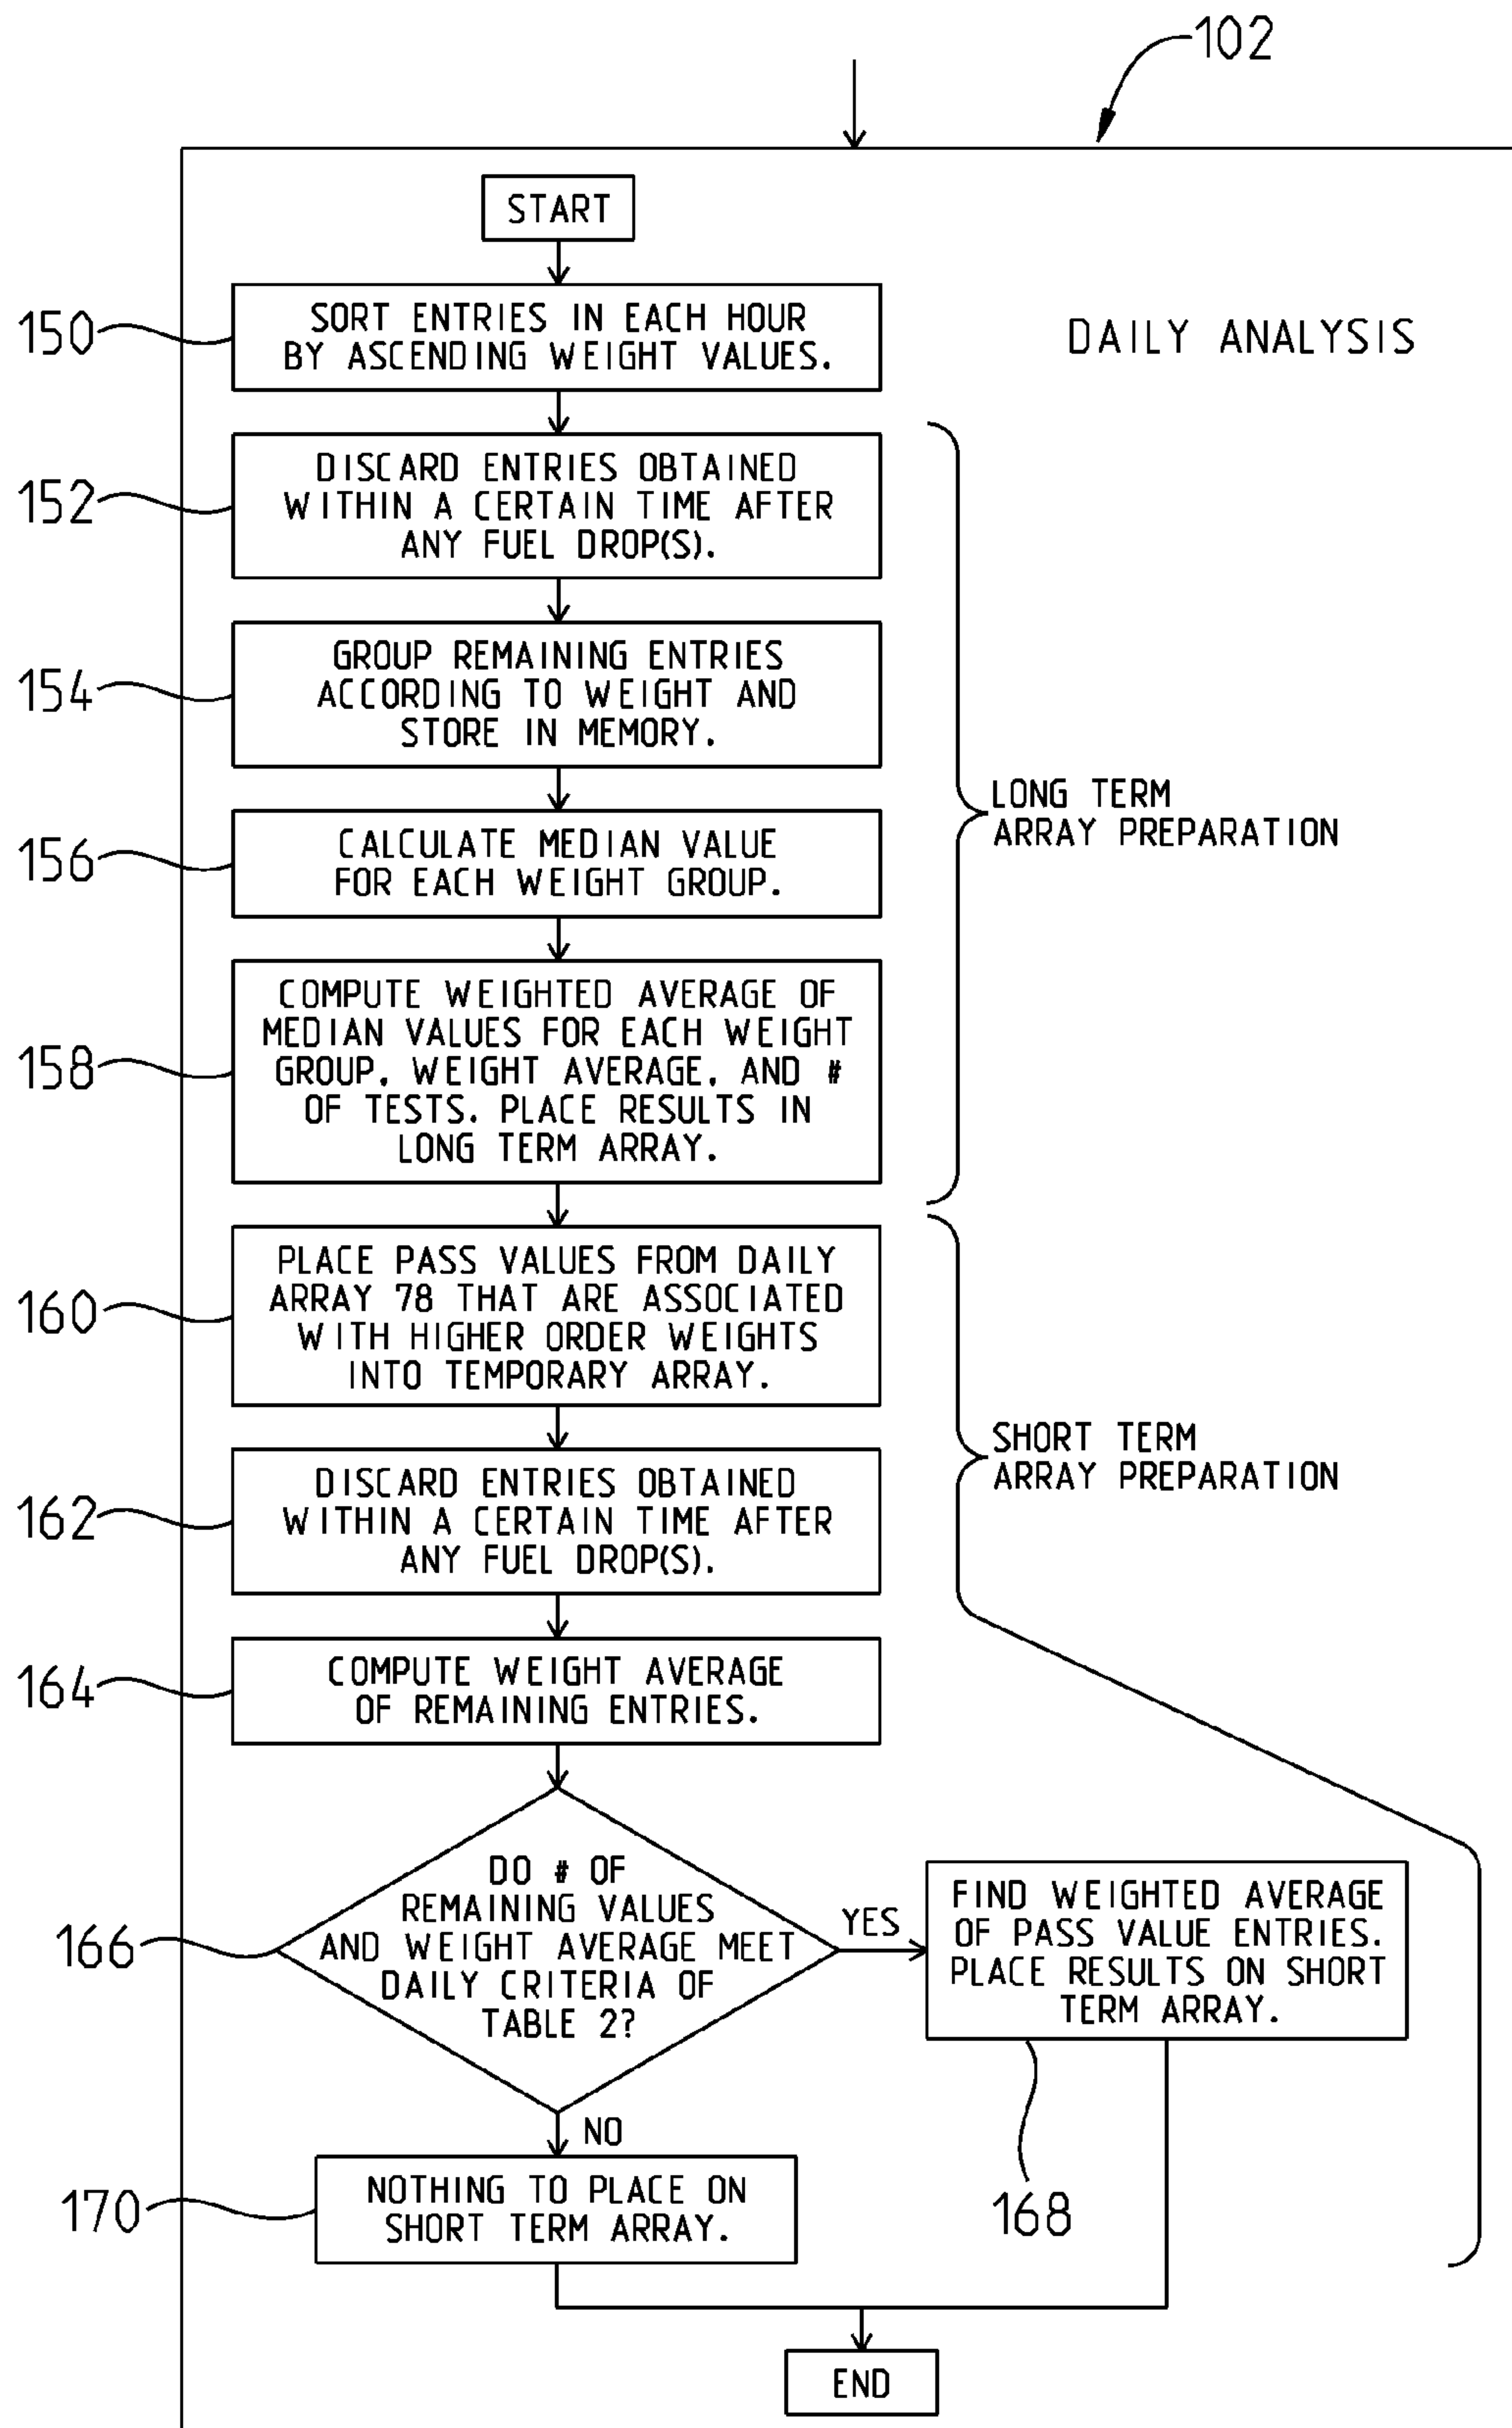 102
START
150
SORT ENTRIES IN EACH HOUR
BY ASCENDING WEIGHT VALUES.
DAILY ANALYSIS
152
DISCARD ENTRIES OBTAINED
WITHIN A CERTAIN TIME AFTER
ANY FUEL DROP(S).
154
GROUP REMAINING ENTRIES
ACCORDING TO WEIGHT AND
STORE IN MEMORY.
LONG TERM
ARRAY PREPARATION
156
CALCULATE MEDIAN VALUE
FOR EACH WEIGHT GROUP.
158
COMPUTE WEIGHTED AVERAGE OF
MEDIAN VALUES FOR EACH WEIGHT
GROUP, WEIGHT AVERAGE, AND #
OF TESTS. PLACE RESULTS IN
LONG TERM ARRAY.
160
PLACE PASS VALUES FROM DAILY
ARRAY 78 THAT ARE ASSOCIATED
WITH HIGHER ORDER WEIGHTS
INTO TEMPORARY ARRAY.
SHORT TERM
ARRAY PREPARATION
162
DISCARD ENTRIES OBTAINED
WITHIN A CERTAIN TIME AFTER
ANY FUEL DROP(S).
164
COMPUTE WEIGHT AVERAGE
OF REMAINING ENTRIES.
166
DO # OF
REMAINING VALUES
AND WEIGHT AVERAGE MEET
DAILY CRITERIA OF
TABLE 2?
YES
FIND WEIGHTED AVERAGE
OF PASS VALUE ENTRIES.
PLACE RESULTS ON SHORT
TERM ARRAY.
168
NO
170
NOTHING TO PLACE ON
SHORT TERM ARRAY.
END